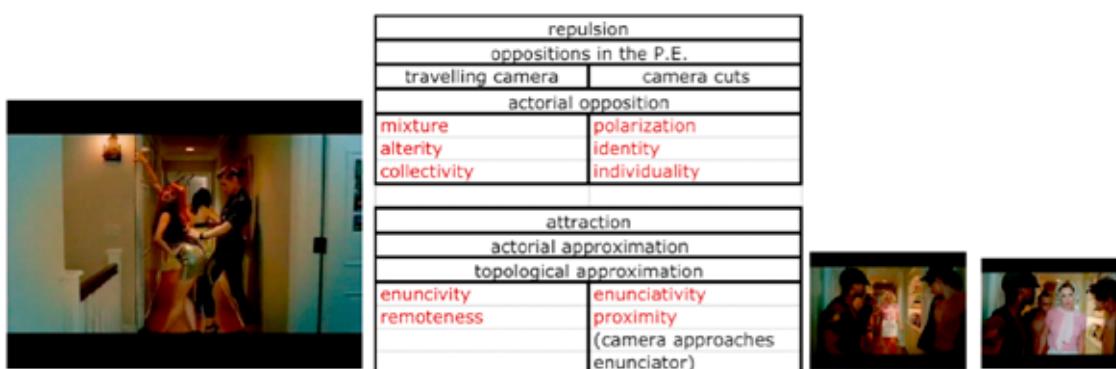 repulsion
oppositions in the P.E.
travelling camera camera cuts
actorial opposition
mixture polarization
alterity identity
collectivity individuality
attraction
actorial approximation
topological approximation
enuncivity enunciativity
remoteness proximity
(camera approaches
enunciator)